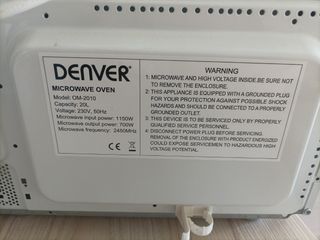 DENVER®
MICROWAVE OVEN
Model: OM-2010
Capacity: 20L
Voltage: 230V, 50Hz
Microwave input power: 1150W
Microwave output power: 700W
Microwave frequency: 2450MHz
CE
WARNING
1: MICROWAVE AND HIGH VOLTAGE INSIDE.BE SURE NOT
TO REMOVE THE ENCLOSURE.
2: THIS APPLIANCE IS EQUIPPED WITH A GROUNDED PLUG
FOR YOUR PROTECTION AGAINST POSSIBLE SHOCK
HAZARDS AND SHOULD BE CONNECTED TO A PROPERLY
GROUNDED OUTLET.
3: THIS DEVICE IS TO BE SERVICED ONLY BY PROPERLY
QUALIFIED SERVICE PERSONNEL.
4: DISCONNECT POWER PLUG BEFORE SERVICING.
REMOVAL OF THE GROUNDED PLUG WHILE ENERGIZED
COULD EXPOSE SERVICEMEN TO HAZARDOUS HIGH
VOLTAGE POTENTIAL.